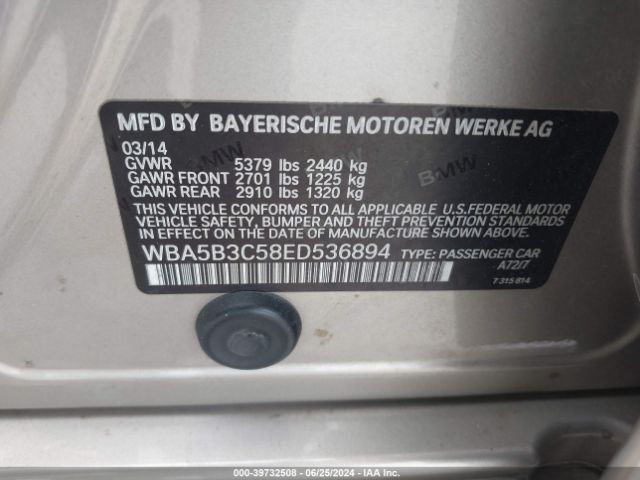 MFD BY BAYERISCHE MOTOREN WERKE AG
03/14
GVWR 5379 lbs 2440 kg
GAWR FRONT 2701 lbs 1225 kg
GAWR REAR 2910 lbs 1320 kg
THIS VEHICLE CONFORMS TO ALL APPLICABLE U.S.FEDERAL MOTOR
VEHICLE SAFETY, BUMPER, AND THEFT PREVENTION STANDARDS
IN EFFECT ON THE DATE OF MANUFACTURE SHOWN ABOVE.
WBA5B3C58ED536894 TYPE: PASSENGER CAR
A72/7
7 315 814
000-39732508 - 06/25/2024 - IAA Inc.